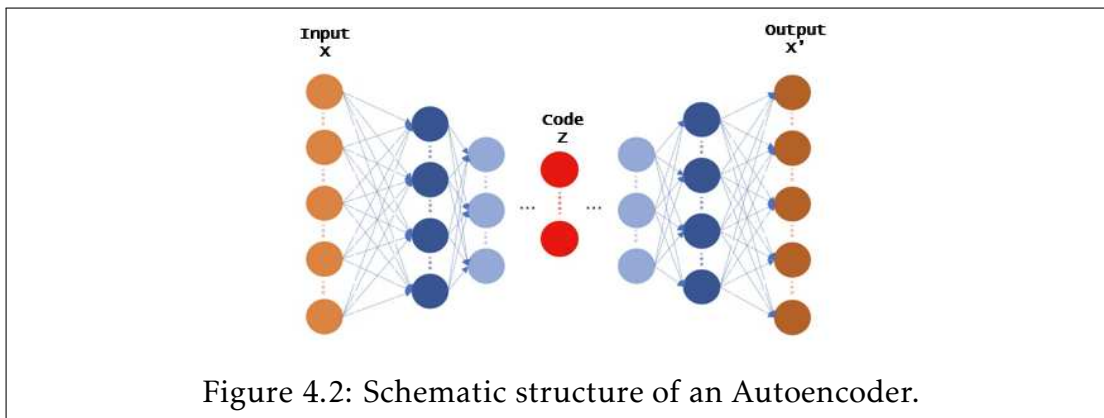 Input
x
Output
x'
Code
z
... ...
Figure 4.2: Schematic structure of an Autoencoder.